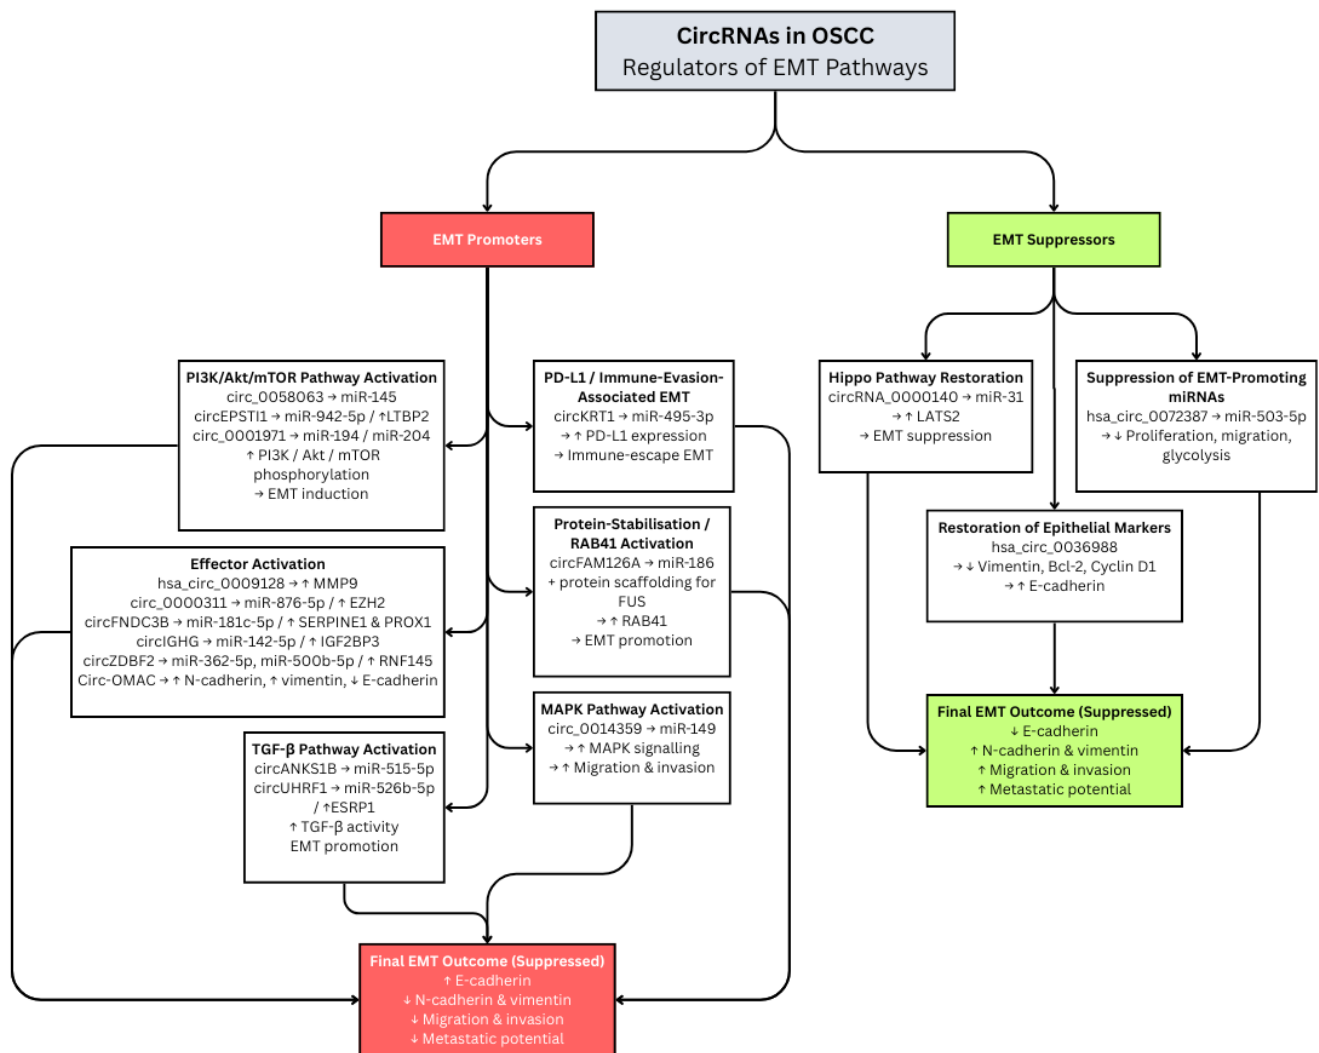 CircRNAs in OSCC
Regulators of EMT Pathways
EMT Promoters
EMT Suppressors
PI3K/Akt/mTOR Pathway Activation
circ_0058063 → miR-145
circEPSTI1 → miR-942-5p / ↑LTBP2
circ_0001971 → miR-194 / miR-204
↑ PI3K / Akt / mTOR
phosphorylation
→ EMT induction
PD-L1 / Immune-Evasion-
Associated EMT
circKRT1 → miR-495-3p
→ ↑ PD-L1 expression
→ Immune-escape EMT
Hippo Pathway Restoration
circRNA_0000140 → miR-31
→ ↑ LATS2
→ EMT suppression
Suppression of EMT-Promoting
miRNAs
hsa_circ_0072387 → miR-503-5p
→ ↓ Proliferation, migration,
glycolysis
Effector Activation
hsa_circ_0009128 → ↑ MMP9
circ_0000311 → miR-876-5p / ↑ EZH2
circFNDC3B → miR-181c-5p / ↑ SERPINE1 & PROX1
circIGHG → miR-142-5p / ↑ IGF2BP3
circZDBF2 → miR-362-5p, miR-500b-5p / ↑ RNF145
Circ-OMAC → ↑ N-cadherin, ↑ vimentin, ↓ E-cadherin
Protein-Stabilisation /
RAB41 Activation
circFAM126A → miR-186
+ protein scaffolding for
FUS
→ ↑ RAB41
→ EMT promotion
Restoration of Epithelial Markers
hsa_circ_0036988
→ ↓ Vimentin, Bcl-2, Cyclin D1
→ ↑ E-cadherin
TGF-β Pathway Activation
circANKS1B → miR-515-5p
circUHRF1 → miR-526b-5p
/ ↑ESRP1
↑ TGF-β activity
EMT promotion
MAPK Pathway Activation
circ_0014359 → miR-149
→ ↑ MAPK signalling
→ ↑ Migration & invasion
Final EMT Outcome (Suppressed)
↓ E-cadherin
↑ N-cadherin & vimentin
↑ Migration & invasion
↑ Metastatic potential
Final EMT Outcome (Suppressed)
↑ E-cadherin
↓ N-cadherin & vimentin
↓ Migration & invasion
↓ Metastatic potential